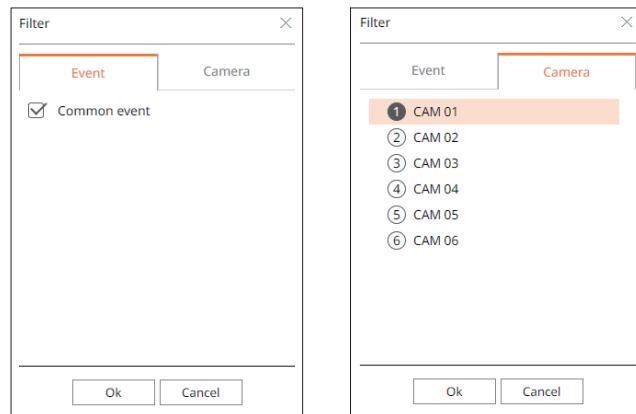 Filter
Event Camera
Common event
Ok Cancel
Filter
Event Camera
1 CAM 01
2 CAM 02
3 CAM 03
4 CAM 04
5 CAM 05
6 CAM 06
Ok Cancel